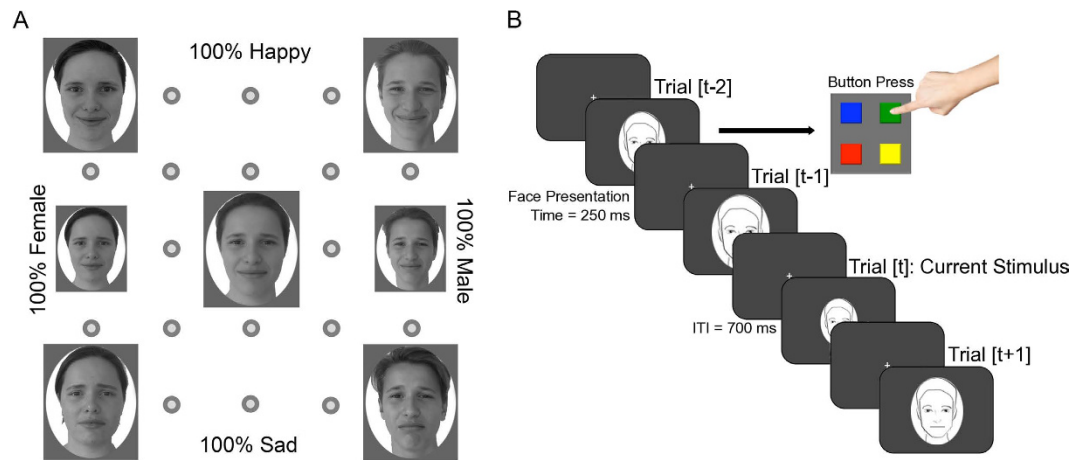 A
100% Happy
100% Female
100% Male
100% Sad
B
Trial [t-2]
Button Press
Trial [t-1]
Face Presentation
Time = 250 ms
Trial [t]: Current Stimulus
ITI = 700 ms
Trial [t+1]